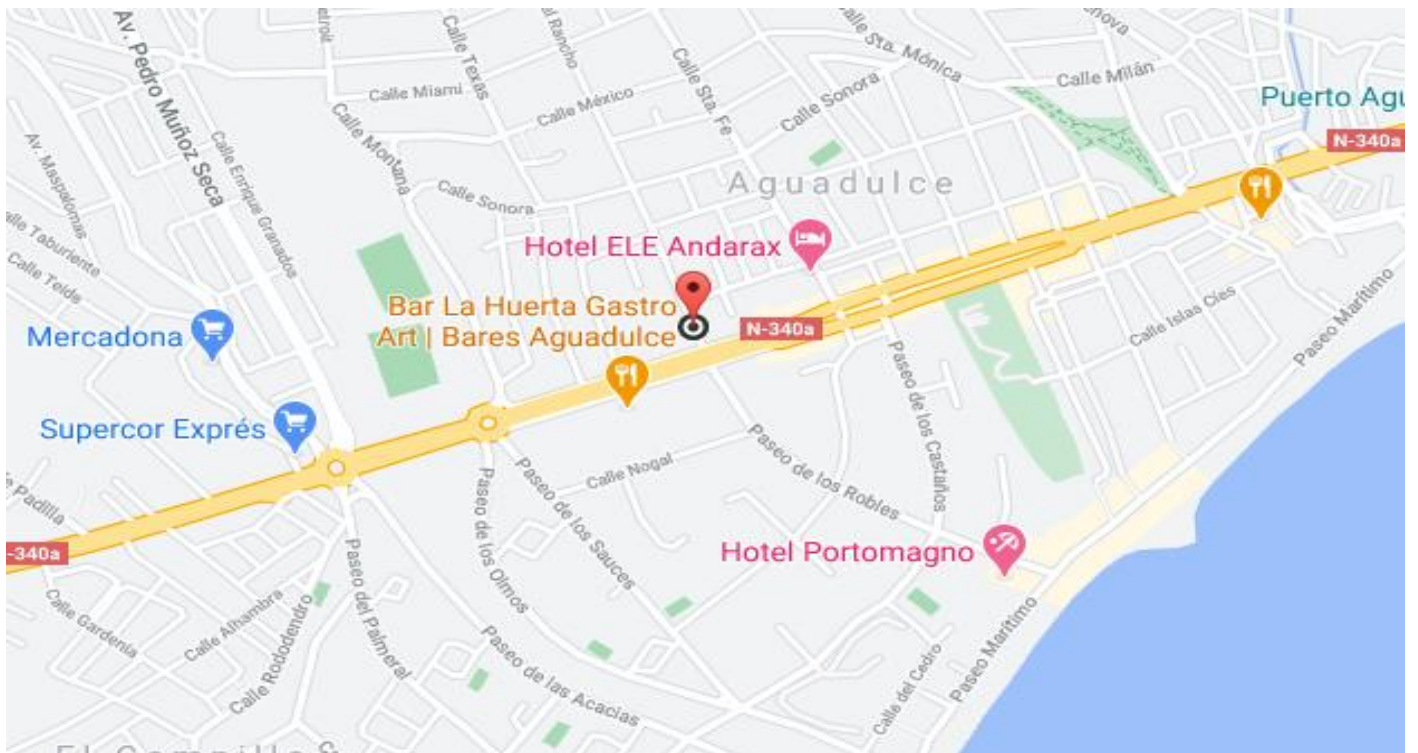 Av. Pedro Muñoz Seca
Calle Texas
Calle Miami
Calle México
Calle Sta. Fe
Calle Sta. Mónica
Calle Milán
Calle Sonora
Puerto Agu
N-340a
Calle Montana
Av. Maspalomas
Calle Enrique Granados
Aguadulce
Calle Sonora
Calle Taburiente
Calle Teide
Hotel ELE Andarax
Bar La Huerta Gastro
Art | Bares Aguadulce
N-340a
Mercadona
Calle Islas Cíes
Paseo Marítimo
Supercor Exprés
Paseo de los Castaños
Calle Nogal
Paseo de los Robles
Padilla
-340a
Paseo de los Olmos
Paseo de los Sauces
Hotel Portomagno
Paseo del Palmeral
Calle Gardenia
Calle Alhambra
Calle Rododendro
Paseo de las Acacias
Calle del Cedro
Paseo Marítimo